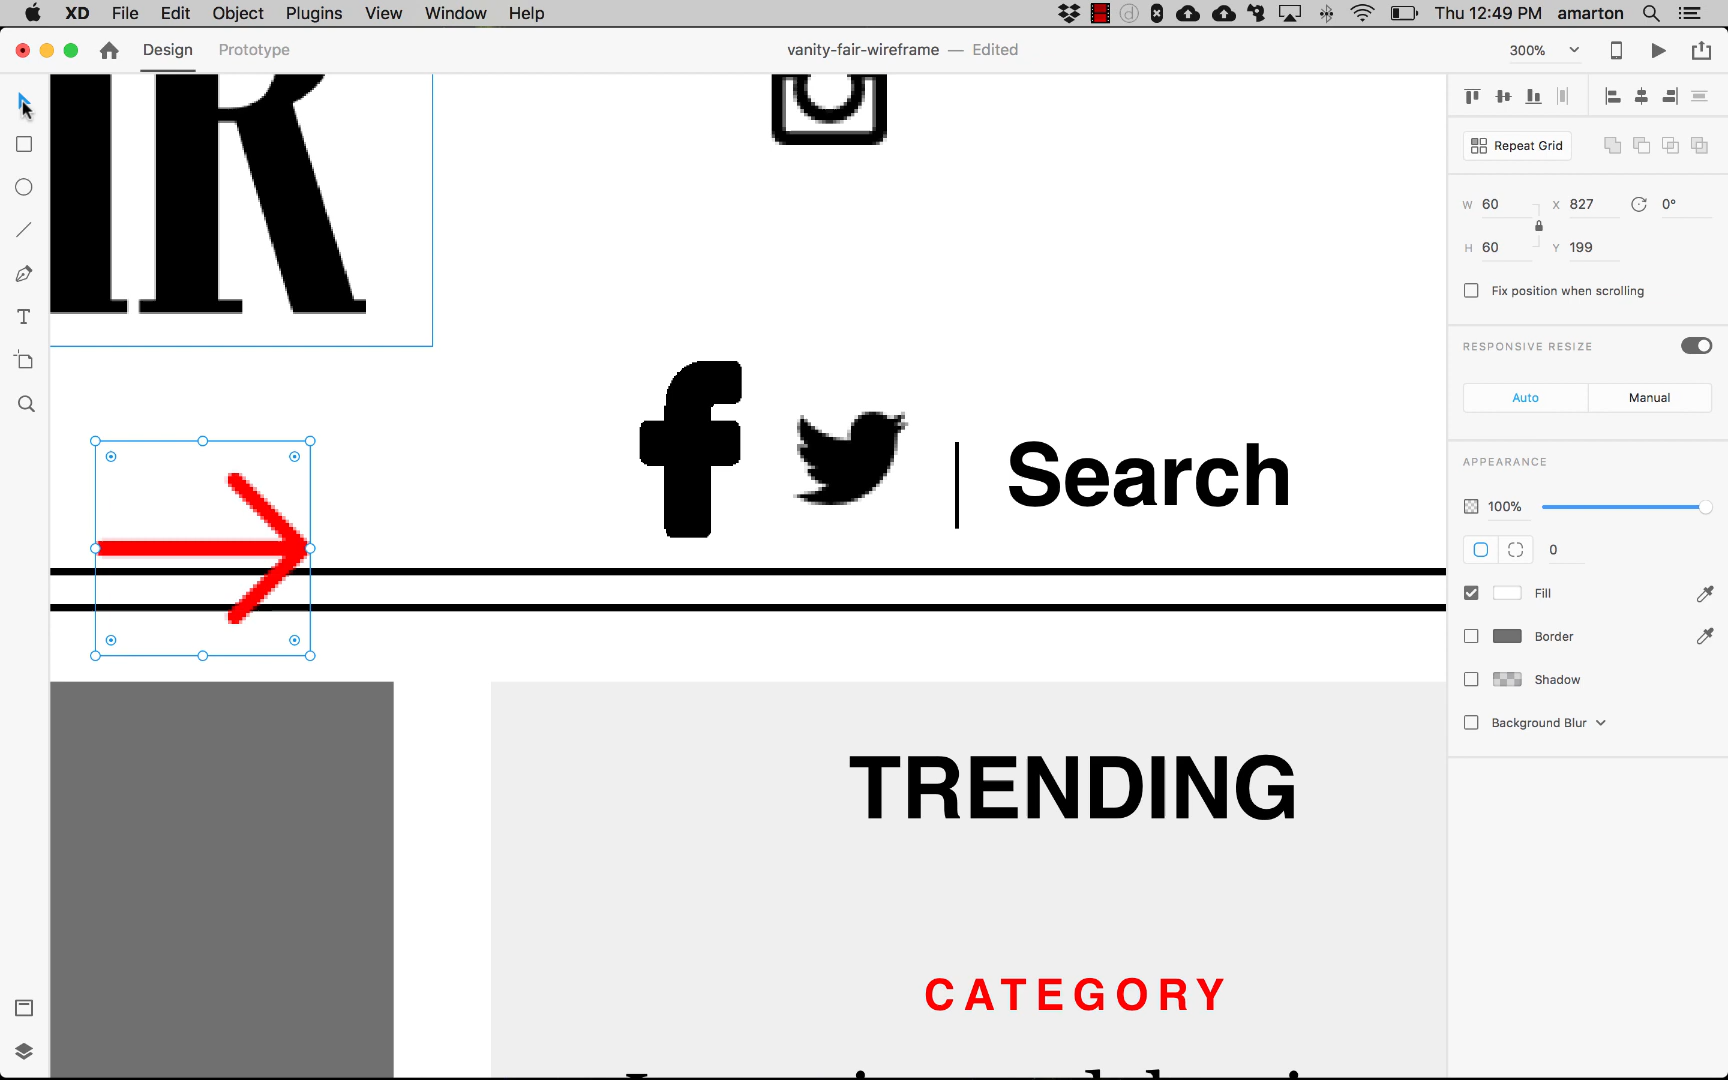 XD File Edit Object Plugins View Window Help Thu 12:49 PM amarton
Design Prototype vanity-fair-wireframe — Edited 300%
IR
Repeat Grid
W 60 X 827 0°
H 60 Y 199
Fix position when scrolling
RESPONSIVE RESIZE
Auto Manual
Search
APPEARANCE
100%
0
Fill
Border
Shadow
Background Blur
TRENDING
CATEGORY